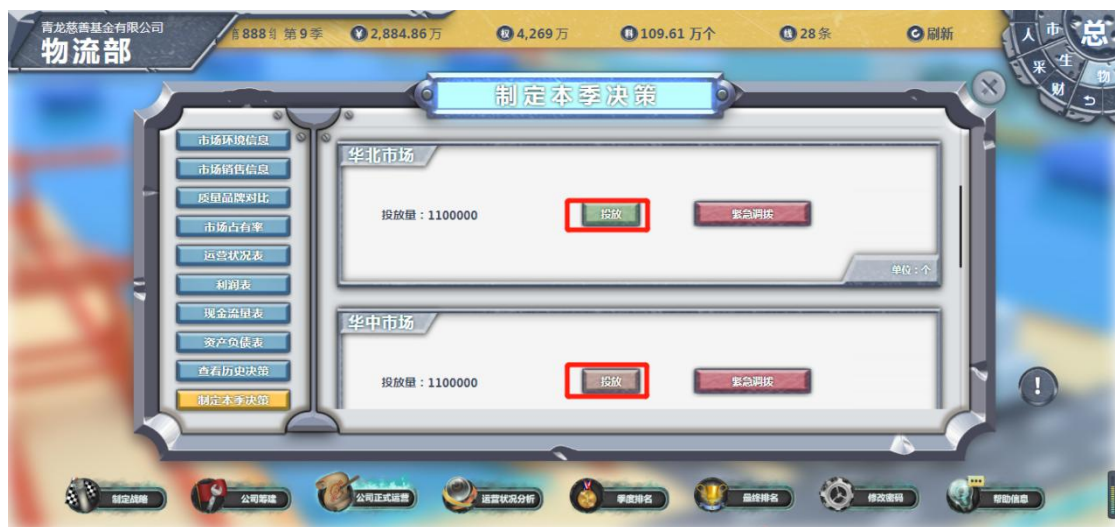 青龙慈善基金有限公司
物流部
888组 第9季
¥ 2,884.86万
权 4,269万
料 109.61万个
线 28条
刷新
人 市 总
采 生 物
财
制定本季决策
市场环境信息
市场销售信息
质量品牌对比
市场占有率
运营状况表
利润表
现金流量表
资产负债表
查看历史决策
制定本季决策
华北市场
投放量：1100000
投放
紧急调拨
单位：个
华中市场
投放量：1100000
投放
紧急调拨
制定战略
公司筹建
公司正式运营
运营状况分析
季度排名
最终排名
修改密码
帮助信息